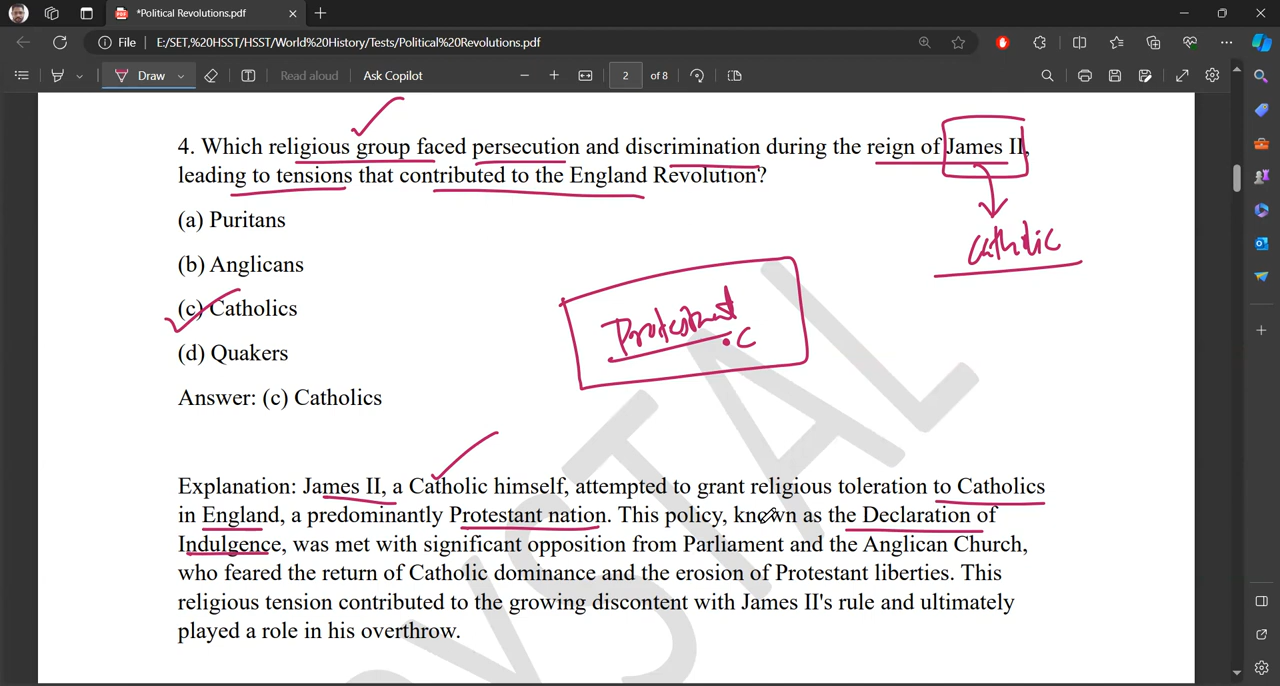 *Political Revolutions.pdf
File E:/SET,%20HSST/HSST/World%20History/Tests/Political%20Revolutions.pdf
Draw Read aloud Ask Copilot 2 of 8
4. Which religious group faced persecution and discrimination during the reign of James II,
leading to tensions that contributed to the England Revolution?
(a) Puritans
(b) Anglicans
Catholic
(c) Catholics
Protestant
C
(d) Quakers
Answer: (c) Catholics
Explanation: James II, a Catholic himself, attempted to grant religious toleration to Catholics
in England, a predominantly Protestant nation. This policy, known as the Declaration of
Indulgence, was met with significant opposition from Parliament and the Anglican Church,
who feared the return of Catholic dominance and the erosion of Protestant liberties. This
religious tension contributed to the growing discontent with James II's rule and ultimately
played a role in his overthrow.